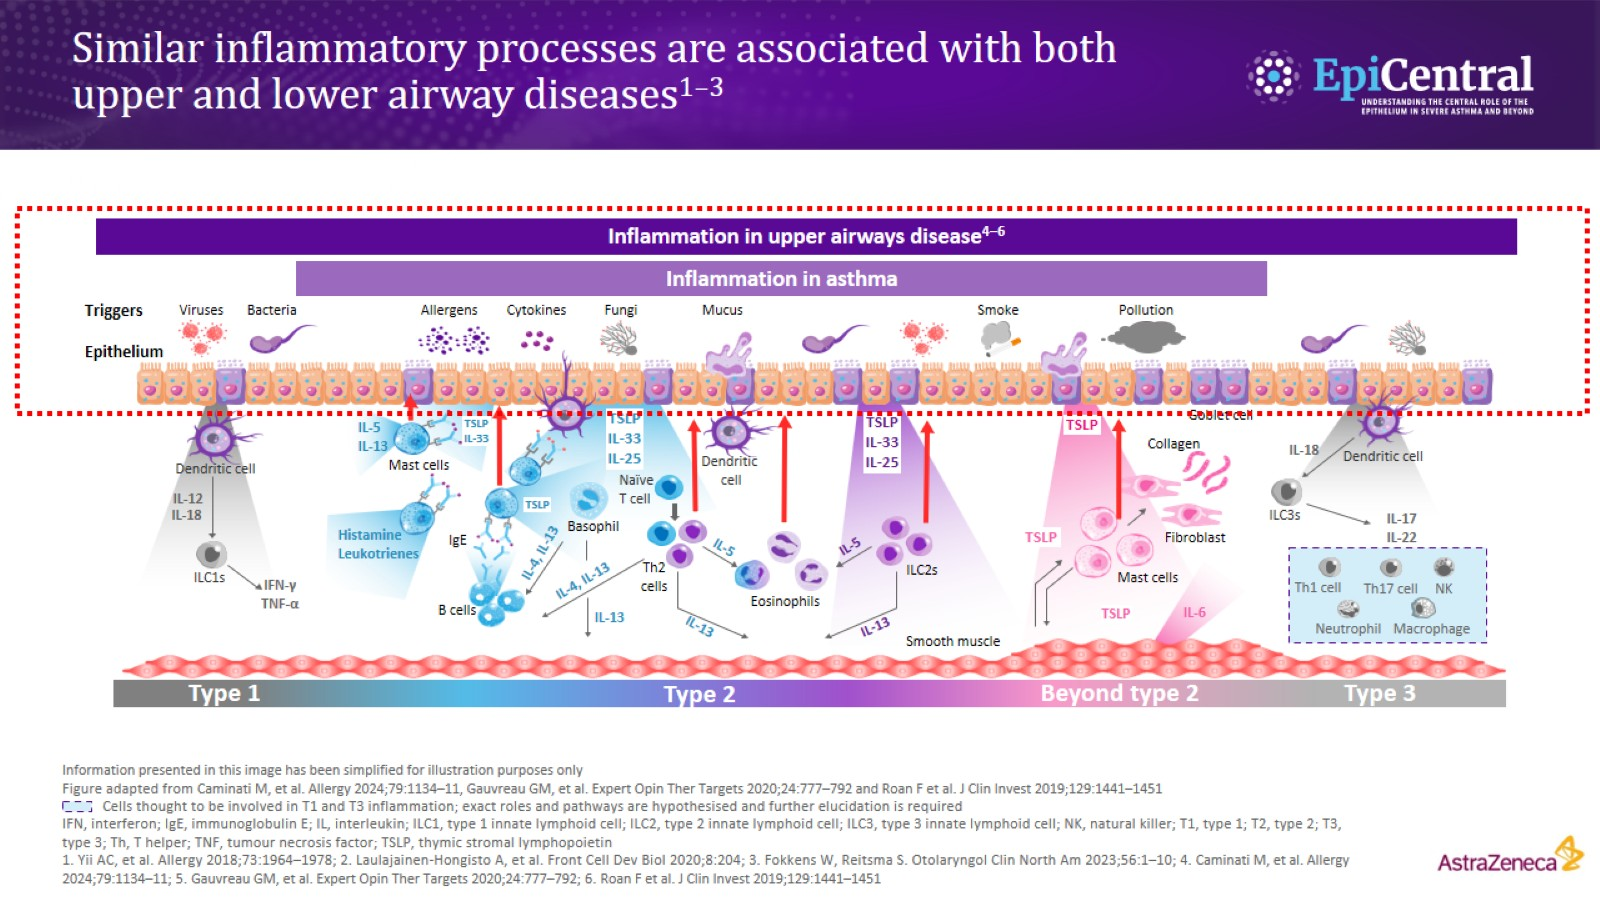 Similar inflammatory processes are associated with both
upper and lower airway diseases1–3
EpiCentral
UNDERSTANDING THE CENTRAL ROLE OF THE
EPITHELIUM IN SEVERE ASTHMA AND BEYOND
Inflammation in upper airways disease4–6
Inflammation in asthma
Triggers Viruses Bacteria Allergens Cytokines Fungi Mucus Smoke Pollution
Epithelium
Goblet cell
IL-5
IL-13
TSLP
IL-33
Mast cells
TSLP
IL-33
IL-25
TSLP
IL-33
IL-25
TSLP
Collagen
Dendritic cell
Dendritic
cell
IL-18
Dendritic cell
IL-12
IL-18
Naïve
T cell
TSLP
Basophil
Histamine
Leukotrienes
IgE
IL-4, IL-13
IL-4, IL-13
IL-5
IL-5
TSLP
Fibroblast
ILC3s
IL-17
IL-22
ILC1s
IFN-γ
TNF-α
Th2
cells
ILC2s
Mast cells
Eosinophils
B cells
IL-13
IL-13
IL-13
TSLP
IL-6
Th1 cell Th17 cell NK
Neutrophil Macrophage
Smooth muscle
Type 1 Type 2 Beyond type 2 Type 3
Information presented in this image has been simplified for illustration purposes only
Figure adapted from Caminati M, et al. Allergy 2024;79:1134–11, Gauvreau GM, et al. Expert Opin Ther Targets 2020;24:777–792 and Roan F et al. J Clin Invest 2019;129:1441–1451
Cells thought to be involved in T1 and T3 inflammation; exact roles and pathways are hypothesised and further elucidation is required
IFN, interferon; IgE, immunoglobulin E; IL, interleukin; ILC1, type 1 innate lymphoid cell; ILC2, type 2 innate lymphoid cell; ILC3, type 3 innate lymphoid cell; NK, natural killer; T1, type 1; T2, type 2; T3,
type 3; Th, T helper; TNF, tumour necrosis factor; TSLP, thymic stromal lymphopoietin
1. Yii AC, et al. Allergy 2018;73:1964–1978; 2. Laulajainen-Hongisto A, et al. Front Cell Dev Biol 2020;8:204; 3. Fokkens W, Reitsma S. Otolaryngol Clin North Am 2023;56:1–10; 4. Caminati M, et al. Allergy
2024;79:1134–11; 5. Gauvreau GM, et al. Expert Opin Ther Targets 2020;24:777–792; 6. Roan F et al. J Clin Invest 2019;129:1441–1451
AstraZeneca